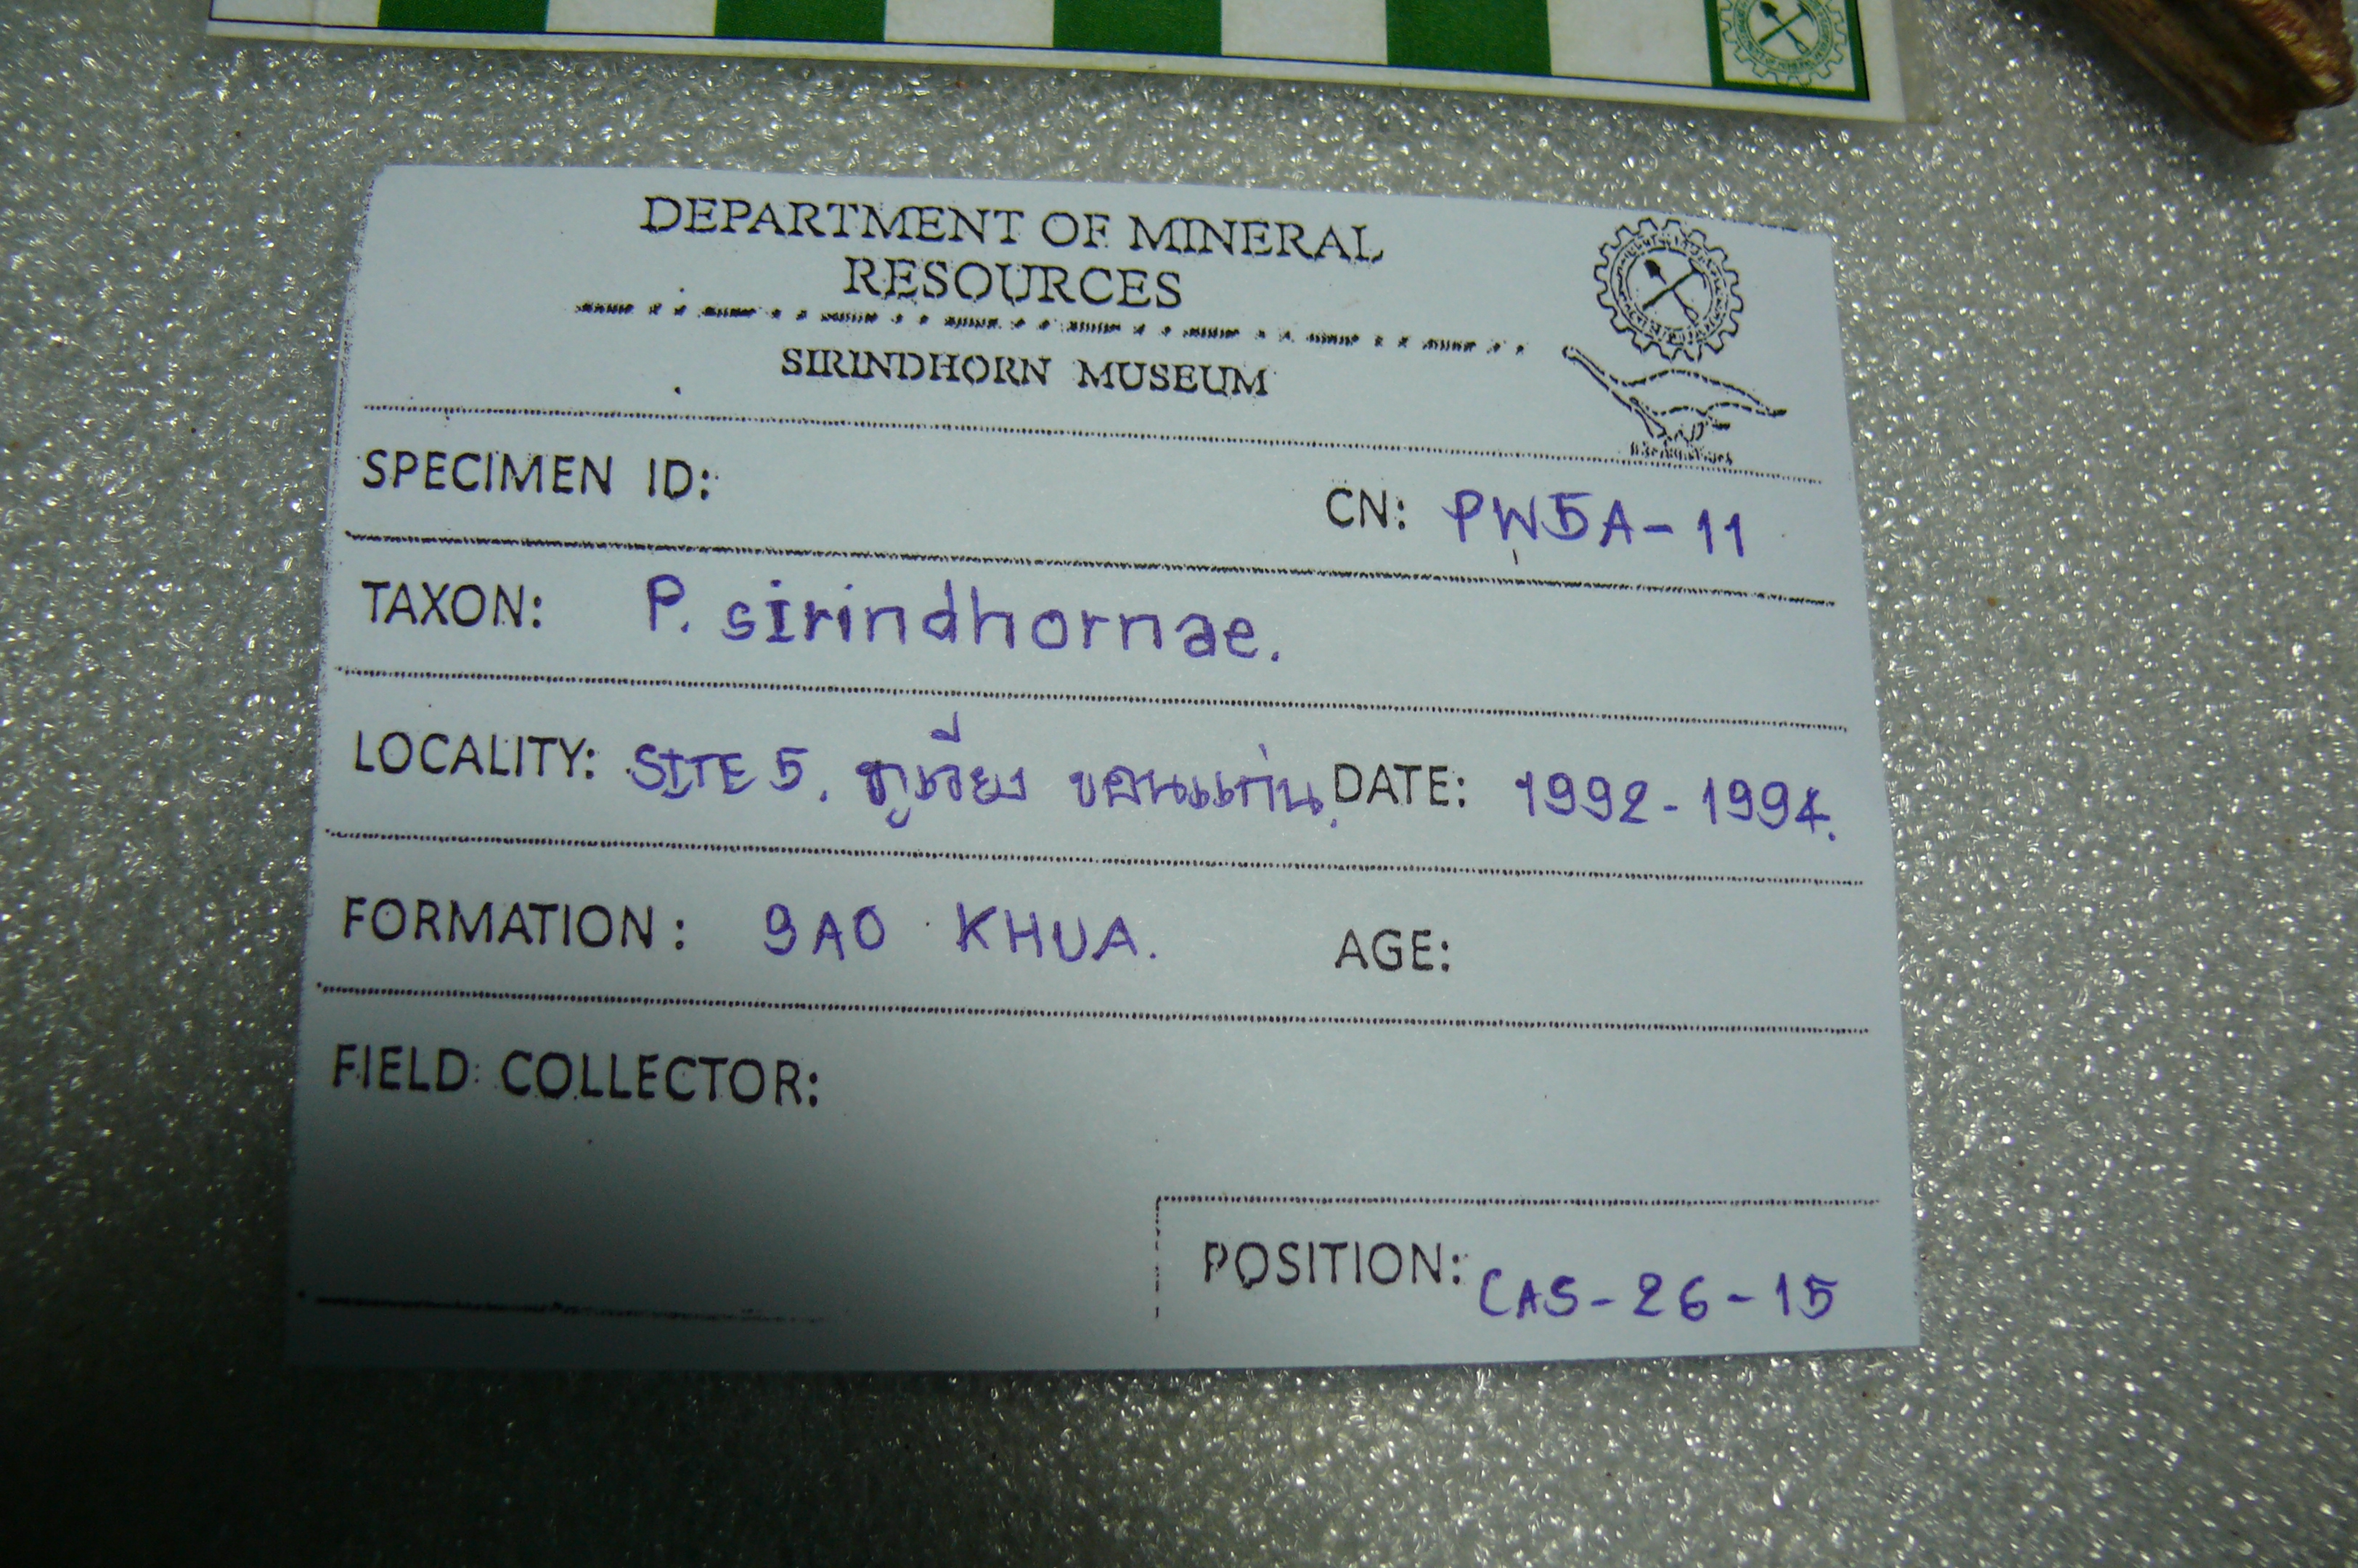 DEPARTMENT OF MINERAL
RESOURCES
SIRINDHORN MUSEUM
SPECIMEN ID: CN: PW5A-11
TAXON: P. sirindhornae.
LOCALITY: SITE 5. ภูเวียง ขอนแก่น. DATE: 1992-1994.
FORMATION: SAO KHUA. AGE:
FIELD COLLECTOR:
POSITION: CAS-26-15